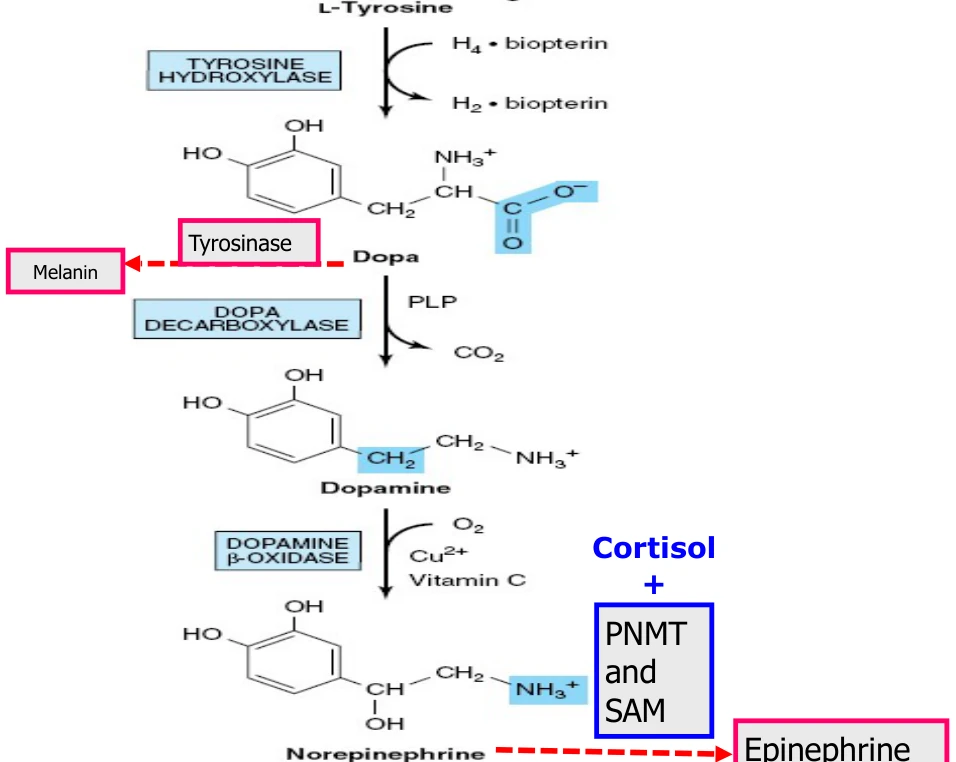 L-Tyrosine
TYROSINE
HYDROXYLASE
H4 • biopterin
H2 • biopterin
OH
HO
NH3+
CH
CH2
C
O−
O
Tyrosinase
Melanin
Dopa
DOPA
DECARBOXYLASE
PLP
CO2
OH
HO
CH2
CH2
NH3+
Dopamine
DOPAMINE
β-OXIDASE
O2
Cu2+
Vitamin C
Cortisol
+
PNMT
and
SAM
OH
HO
CH2
CH
NH3+
OH
Norepinephrine
Epinephrine